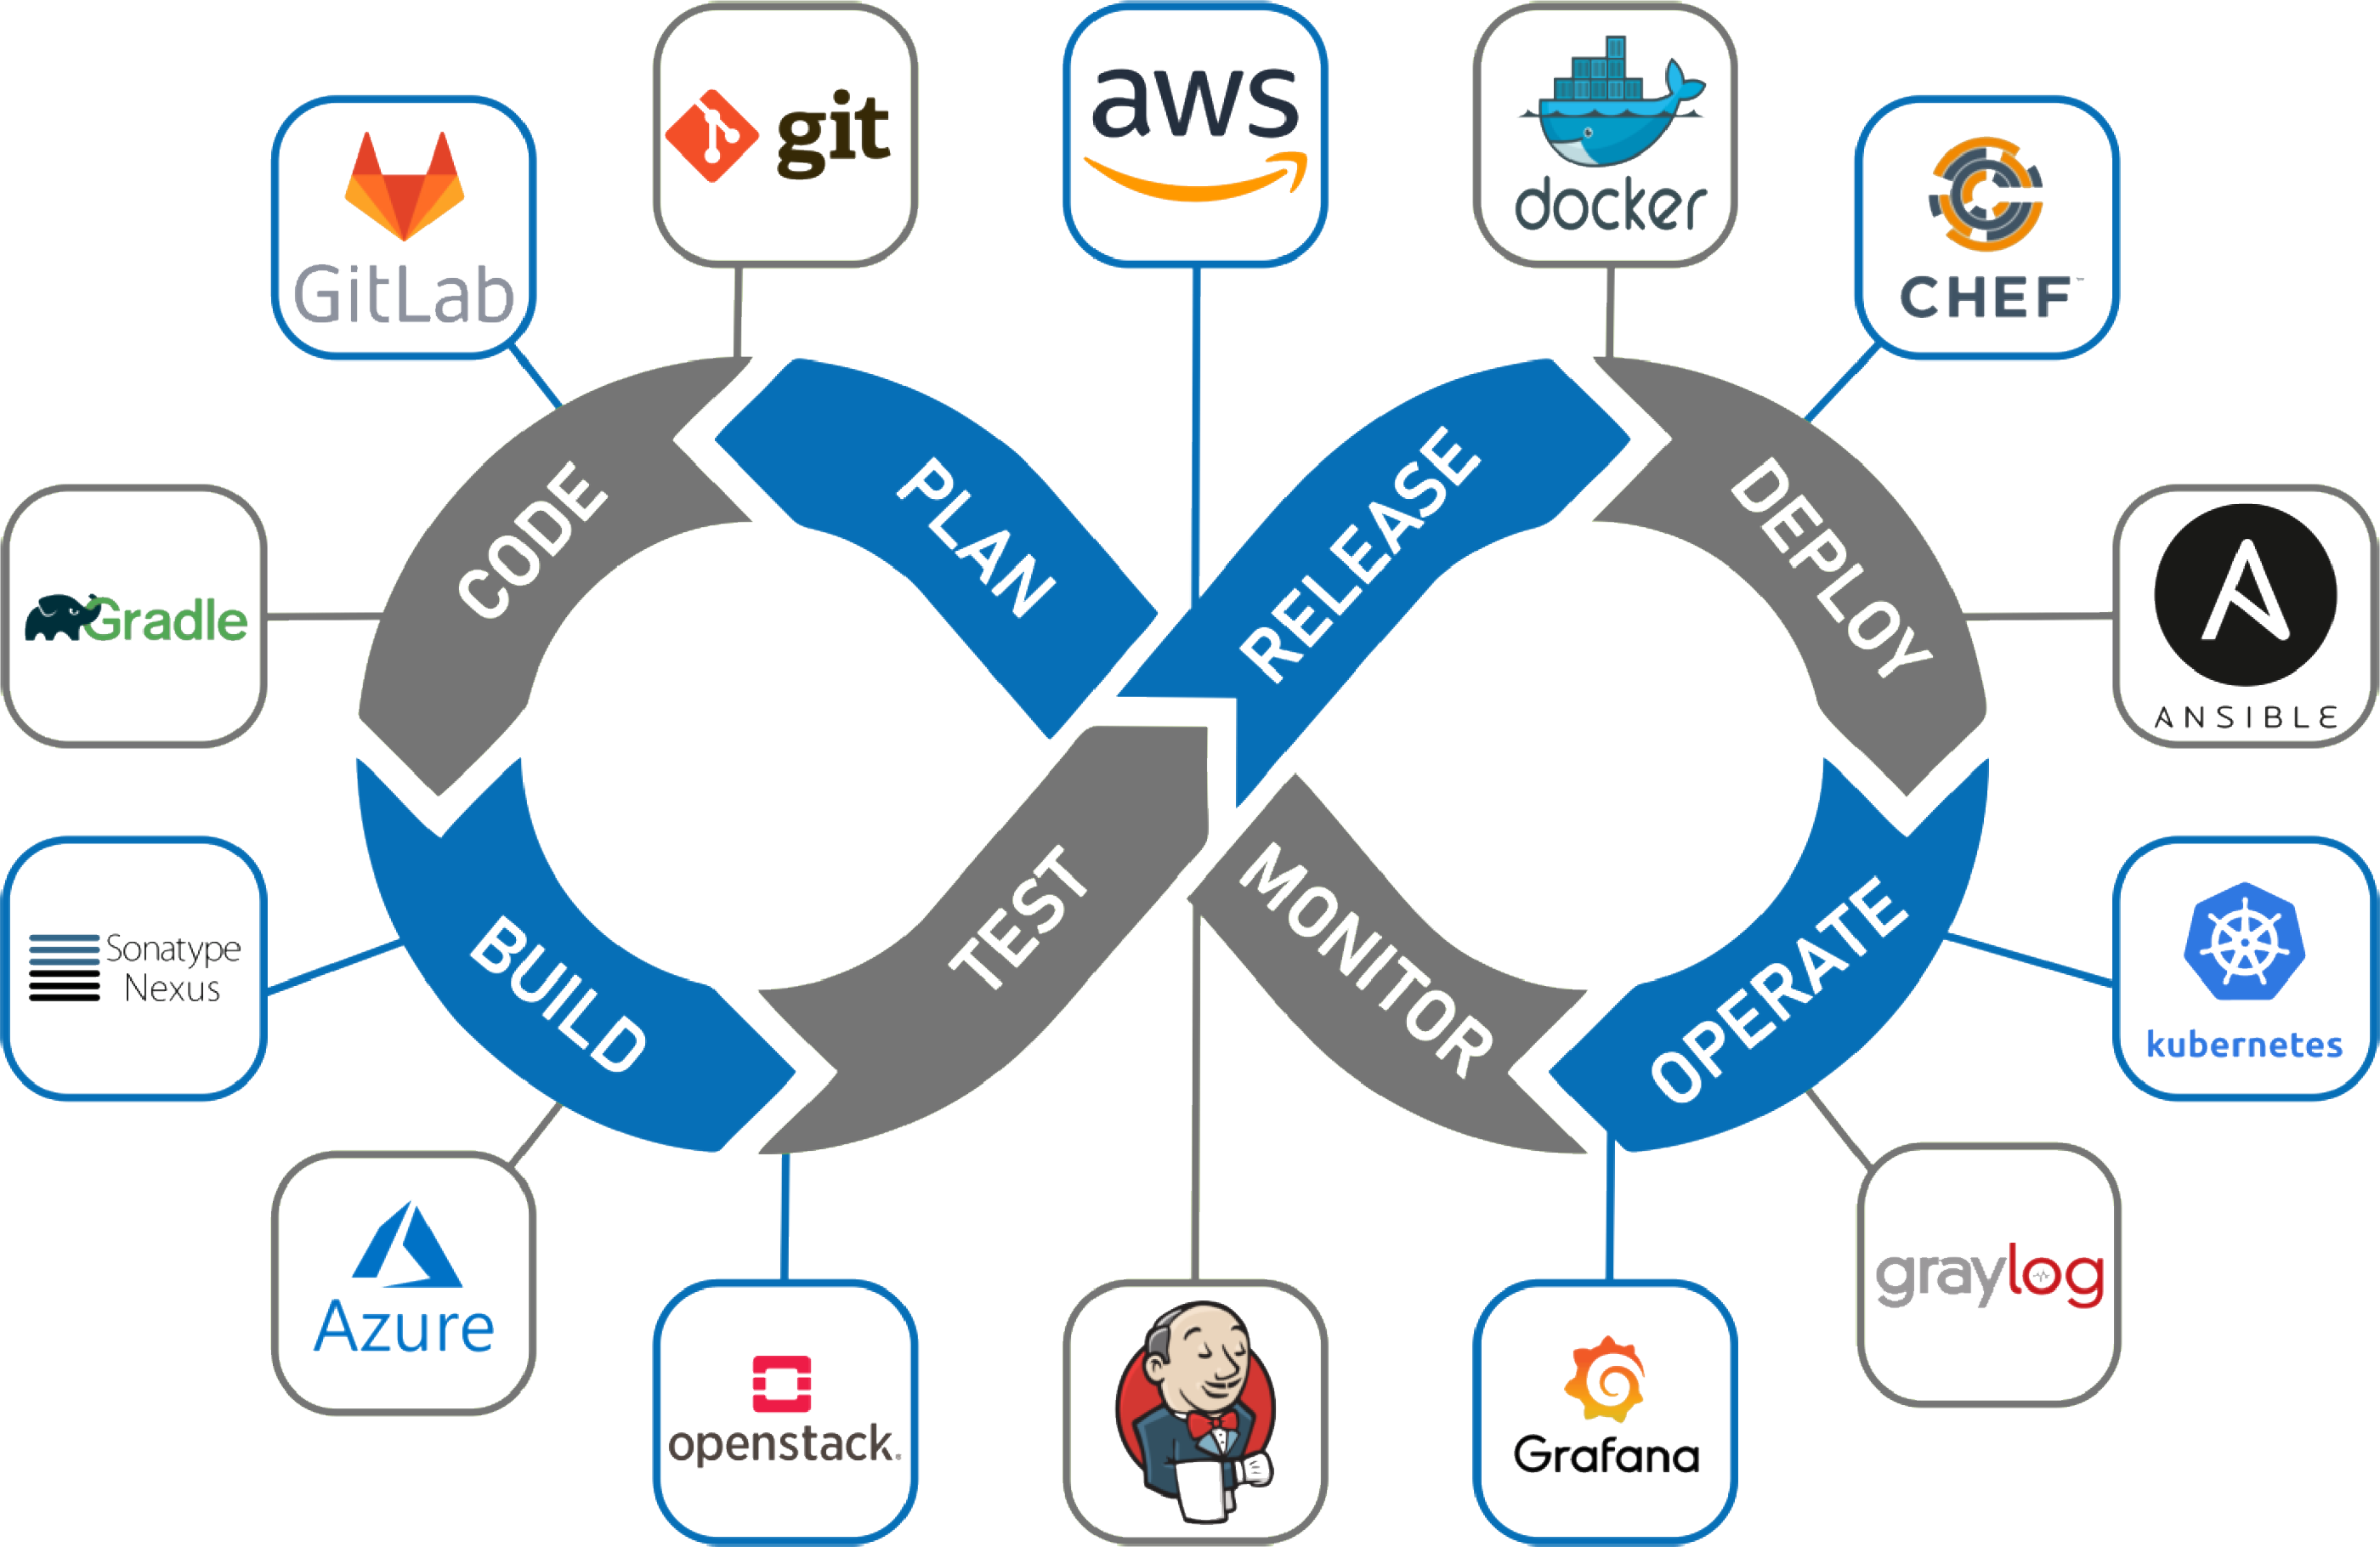 git
aws
docker
GitLab
CHEF™
CODE
PLAN
RELEASE
DEPLOY
Gradle
ANSIBLE
BUILD
TEST
MONITOR
OPERATE
Sonatype
Nexus
kubernetes
Azure
openstack.
Grafana
graylog